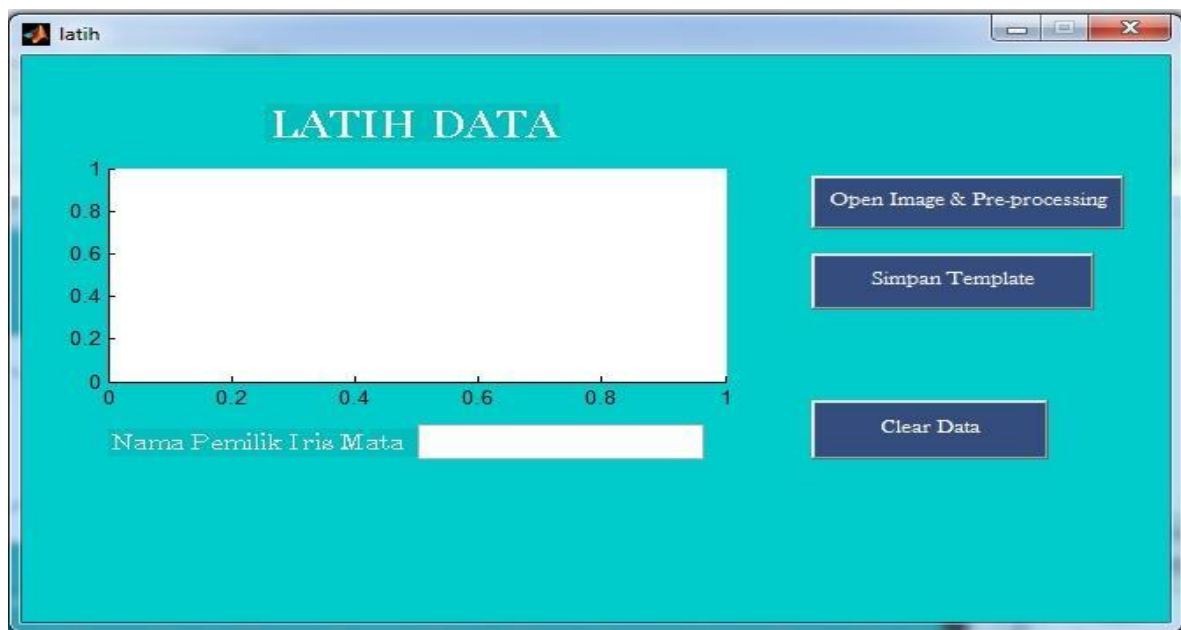 latih
LATIH DATA
1
0.8
0.6
0.4
0.2
0
0 0.2 0.4 0.6 0.8 1
Nama Pemilik Iris Mata
Open Image & Pre-processing
Simpan Template
Clear Data